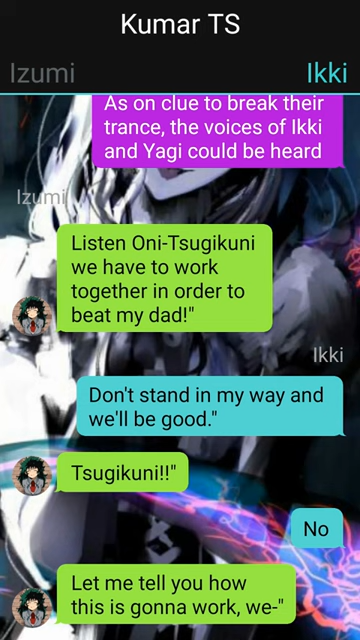 Kumar TS
Izumi
Ikki
As on clue to break their
trance, the voices of Ikki
and Yagi could be heard
Izumi
Listen Oni-Tsugikuni
we have to work
together in order to
beat my dad!"
Ikki
Don't stand in my way and
we'll be good."
Tsugikuni!!"
No
Let me tell you how
this is gonna work, we-"